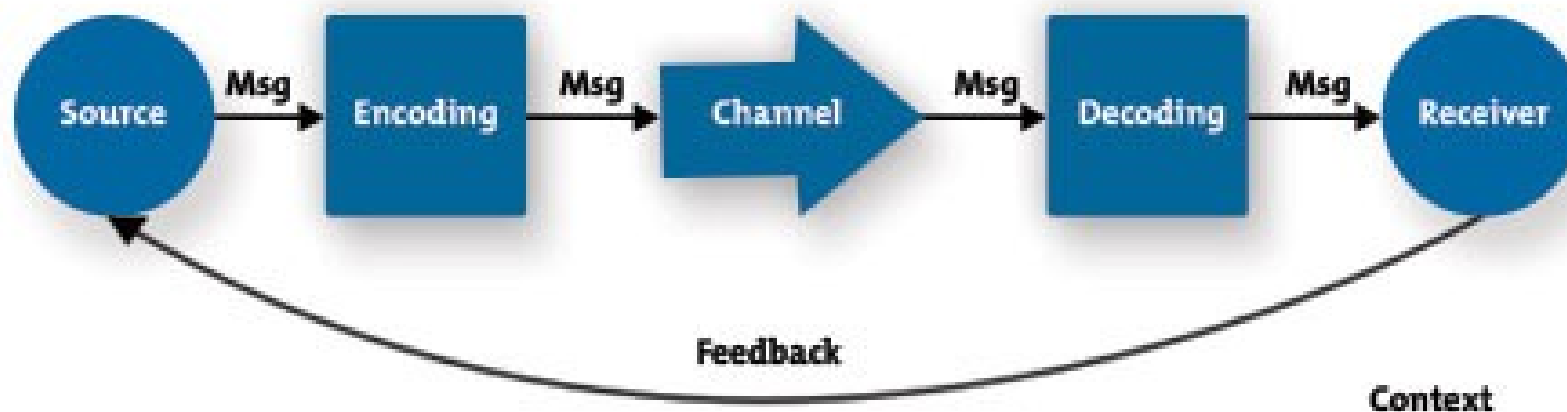 Msg Msg Msg Msg
Source Encoding Channel Decoding Receiver
Feedback
Context